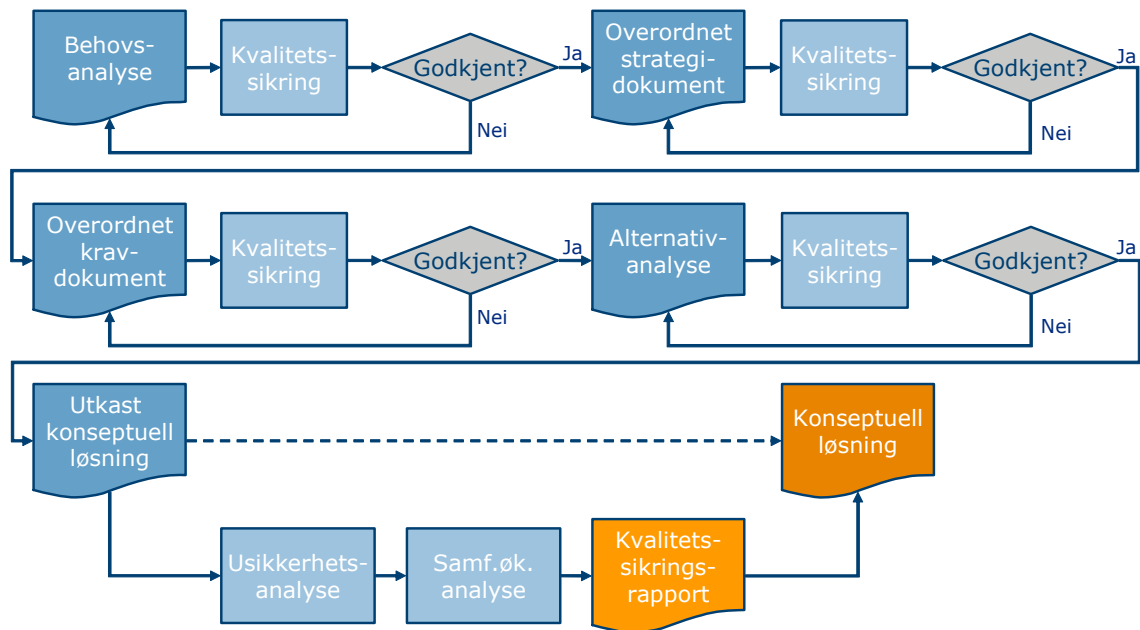 Behovs-
analyse
Kvalitets-
sikring
Godkjent?
Ja
Nei
Overordnet
strategi-
dokument
Kvalitets-
sikring
Godkjent?
Ja
Nei
Overordnet
krav-
dokument
Kvalitets-
sikring
Godkjent?
Ja
Nei
Alternativ-
analyse
Kvalitets-
sikring
Godkjent?
Ja
Nei
Utkast
konseptuell
løsning
Konseptuell
løsning
Usikkerhets-
analyse
Samf.øk.
analyse
Kvalitets-
sikrings-
rapport